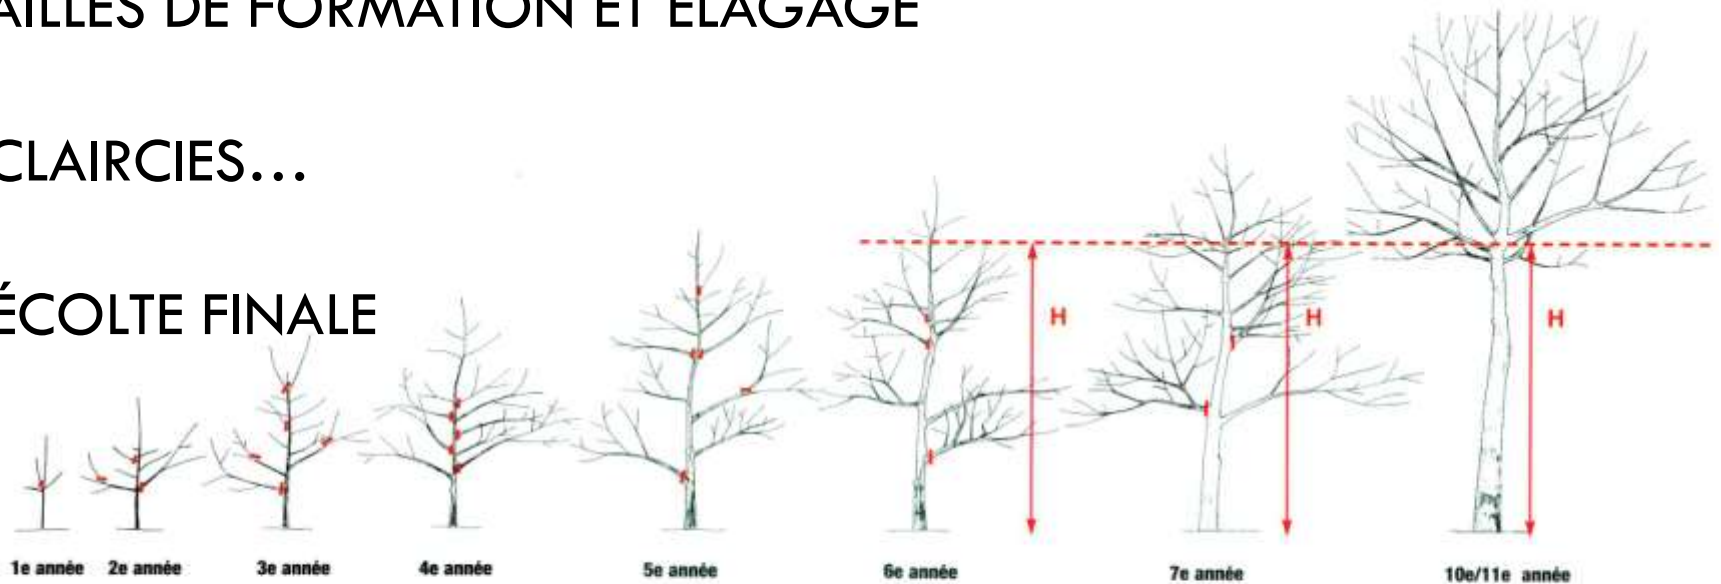 AILLES DE FORMATION ET ÉLAGAGE
CLAIRCIES...
ÉCOLTE FINALE
H
H
H
1e année
2e année
3e année
4e année
5e année
6e année
7e année
10e/11e année